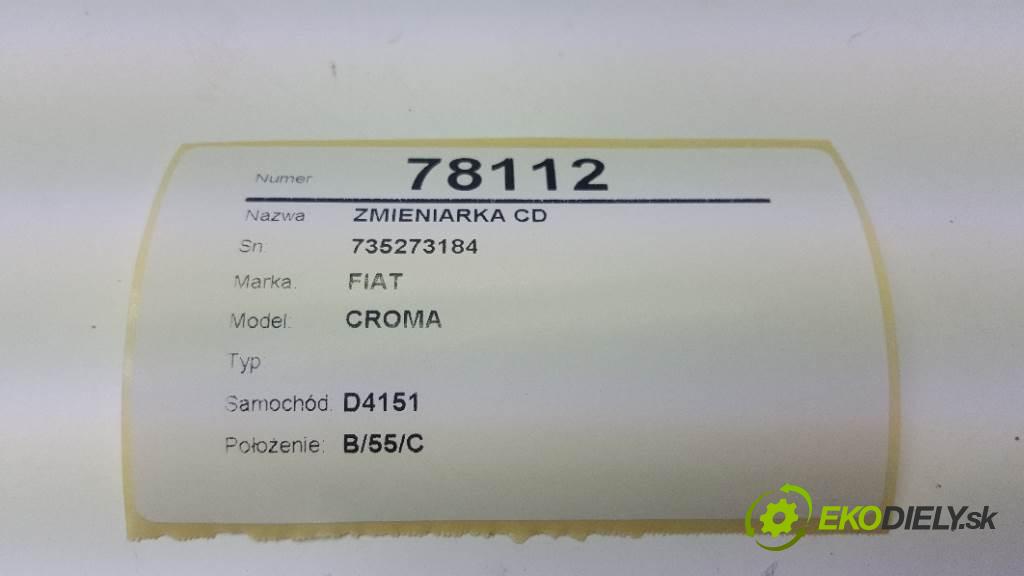 Numer 78112
Nazwa ZMIENIARKA CD
Sn 735273184
Marka: FIAT
Model: CROMA
Typ
Samochód: D4151
Położenie: B/55/C
EKODIELY.sk